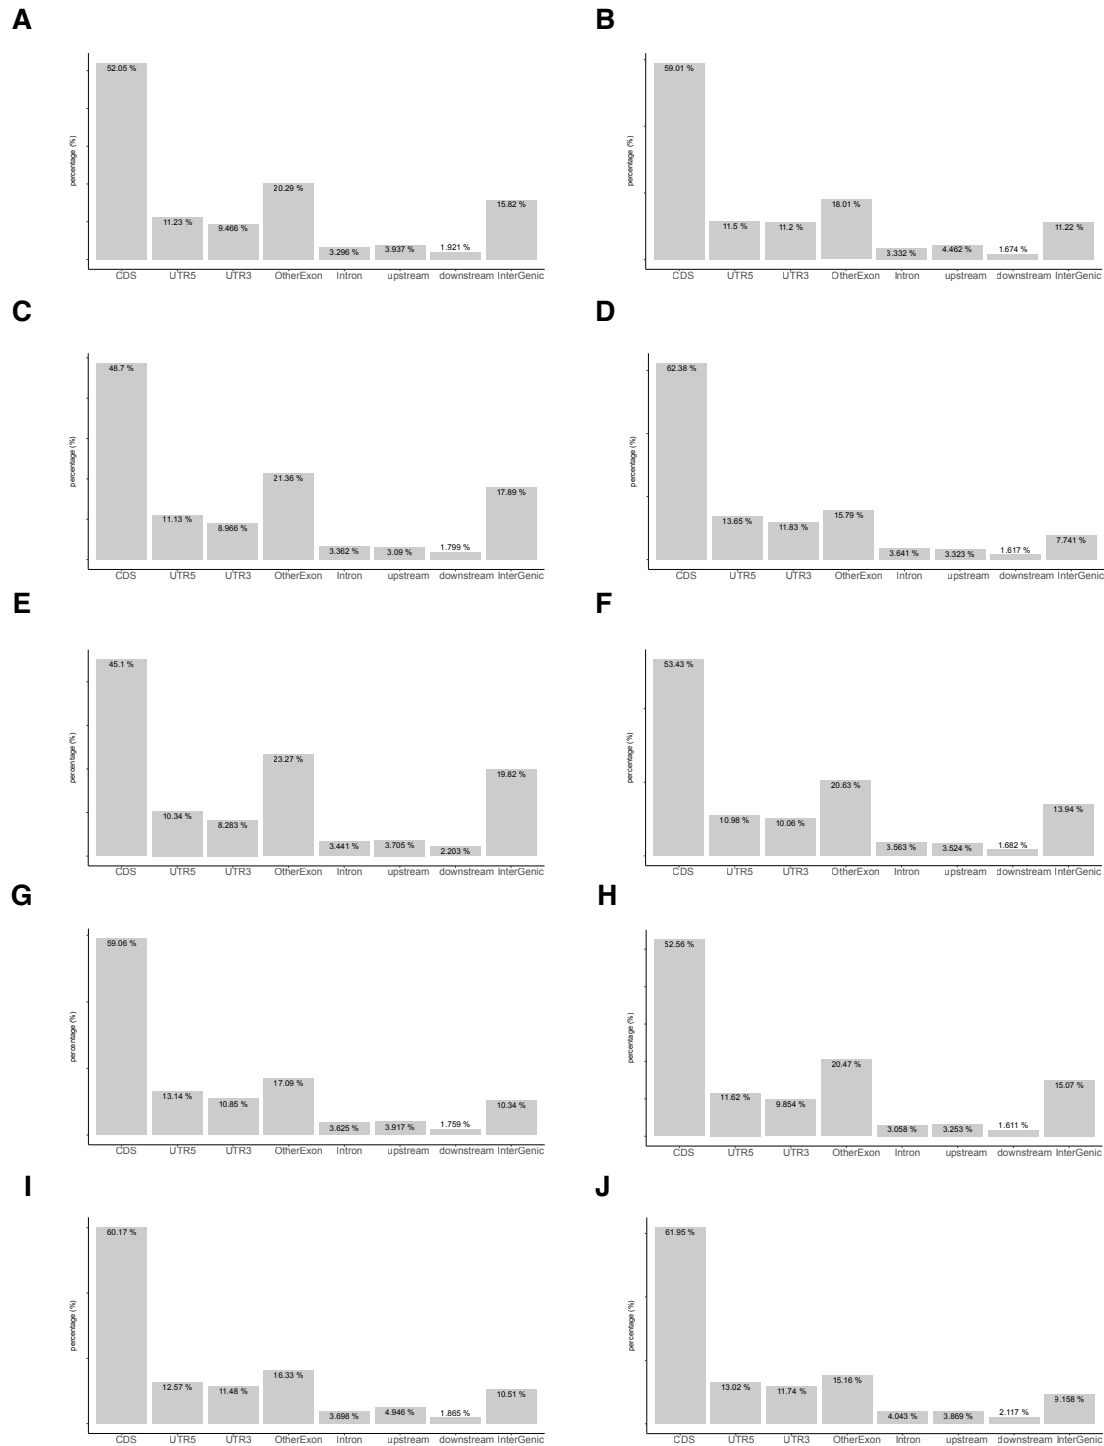 A
percentage (%)
52.05 %
11.23 %
9.466 %
20.29 %
3.296 %
3.937 %
1.921 %
15.82 %
CDS UTR5 UTR3 OtherExon Intron upstream downstream InterGenic
B
percentage (%)
59.01 %
11.5 %
11.2 %
18.01 %
3.332 %
4.462 %
1.674 %
11.22 %
CDS UTR5 UTR3 OtherExon Intron upstream downstream InterGenic
C
percentage (%)
48.7 %
11.13 %
8.966 %
21.36 %
3.362 %
3.09 %
1.799 %
17.89 %
CDS UTR5 UTR3 OtherExon Intron upstream downstream InterGenic
D
percentage (%)
62.38 %
13.65 %
11.83 %
15.79 %
3.641 %
3.323 %
1.617 %
7.741 %
CDS UTR5 UTR3 OtherExon Intron upstream downstream InterGenic
E
percentage (%)
45.1 %
10.34 %
8.283 %
23.27 %
3.441 %
3.705 %
2.203 %
19.82 %
CDS UTR5 UTR3 OtherExon Intron upstream downstream InterGenic
F
percentage (%)
53.43 %
10.98 %
10.06 %
20.63 %
3.563 %
3.524 %
1.682 %
13.94 %
CDS UTR5 UTR3 OtherExon Intron upstream downstream InterGenic
G
percentage (%)
59.06 %
13.14 %
10.85 %
17.09 %
3.625 %
3.917 %
1.759 %
10.34 %
CDS UTR5 UTR3 OtherExon Intron upstream downstream InterGenic
H
percentage (%)
52.56 %
11.62 %
9.854 %
20.47 %
3.058 %
3.253 %
1.611 %
15.07 %
CDS UTR5 UTR3 OtherExon Intron upstream downstream InterGenic
I
percentage (%)
60.17 %
12.57 %
11.48 %
16.33 %
3.698 %
4.946 %
1.865 %
10.51 %
CDS UTR5 UTR3 OtherExon Intron upstream downstream InterGenic
J
percentage (%)
61.95 %
13.02 %
11.74 %
15.16 %
4.043 %
3.869 %
2.117 %
9.158 %
CDS UTR5 UTR3 OtherExon Intron upstream downstream InterGenic